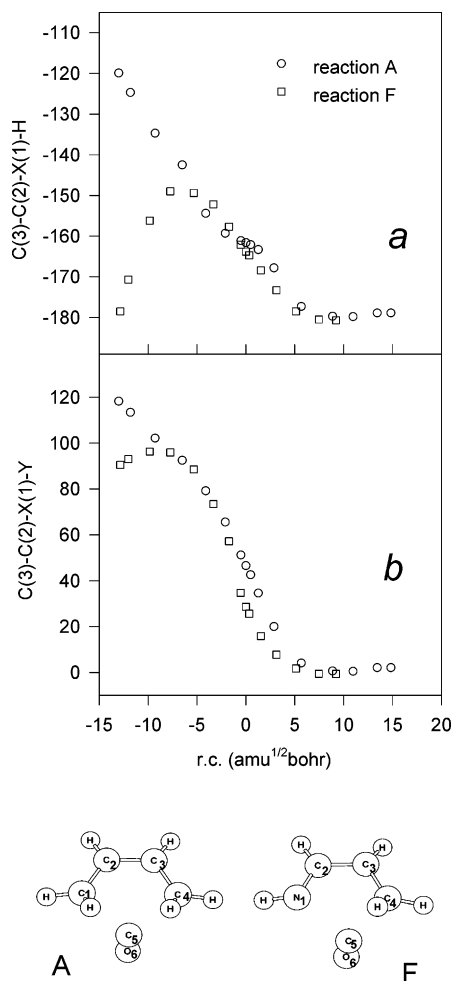 -110
-120
-130
-140
-150
-160
-170
-180
C(3)-C(2)-X(1)-H
reaction A
reaction F
a
120
100
80
60
40
20
0
C(3)-C(2)-X(1)-Y
b
-15 -10 -5 0 5 10 15 20
r.c. (amu1/2bohr)
H H
C2 C3
H C1 C4 H
H H
C5
O6
A
H H
C2 C3
H N1 C4 H
H
C5
O6
F